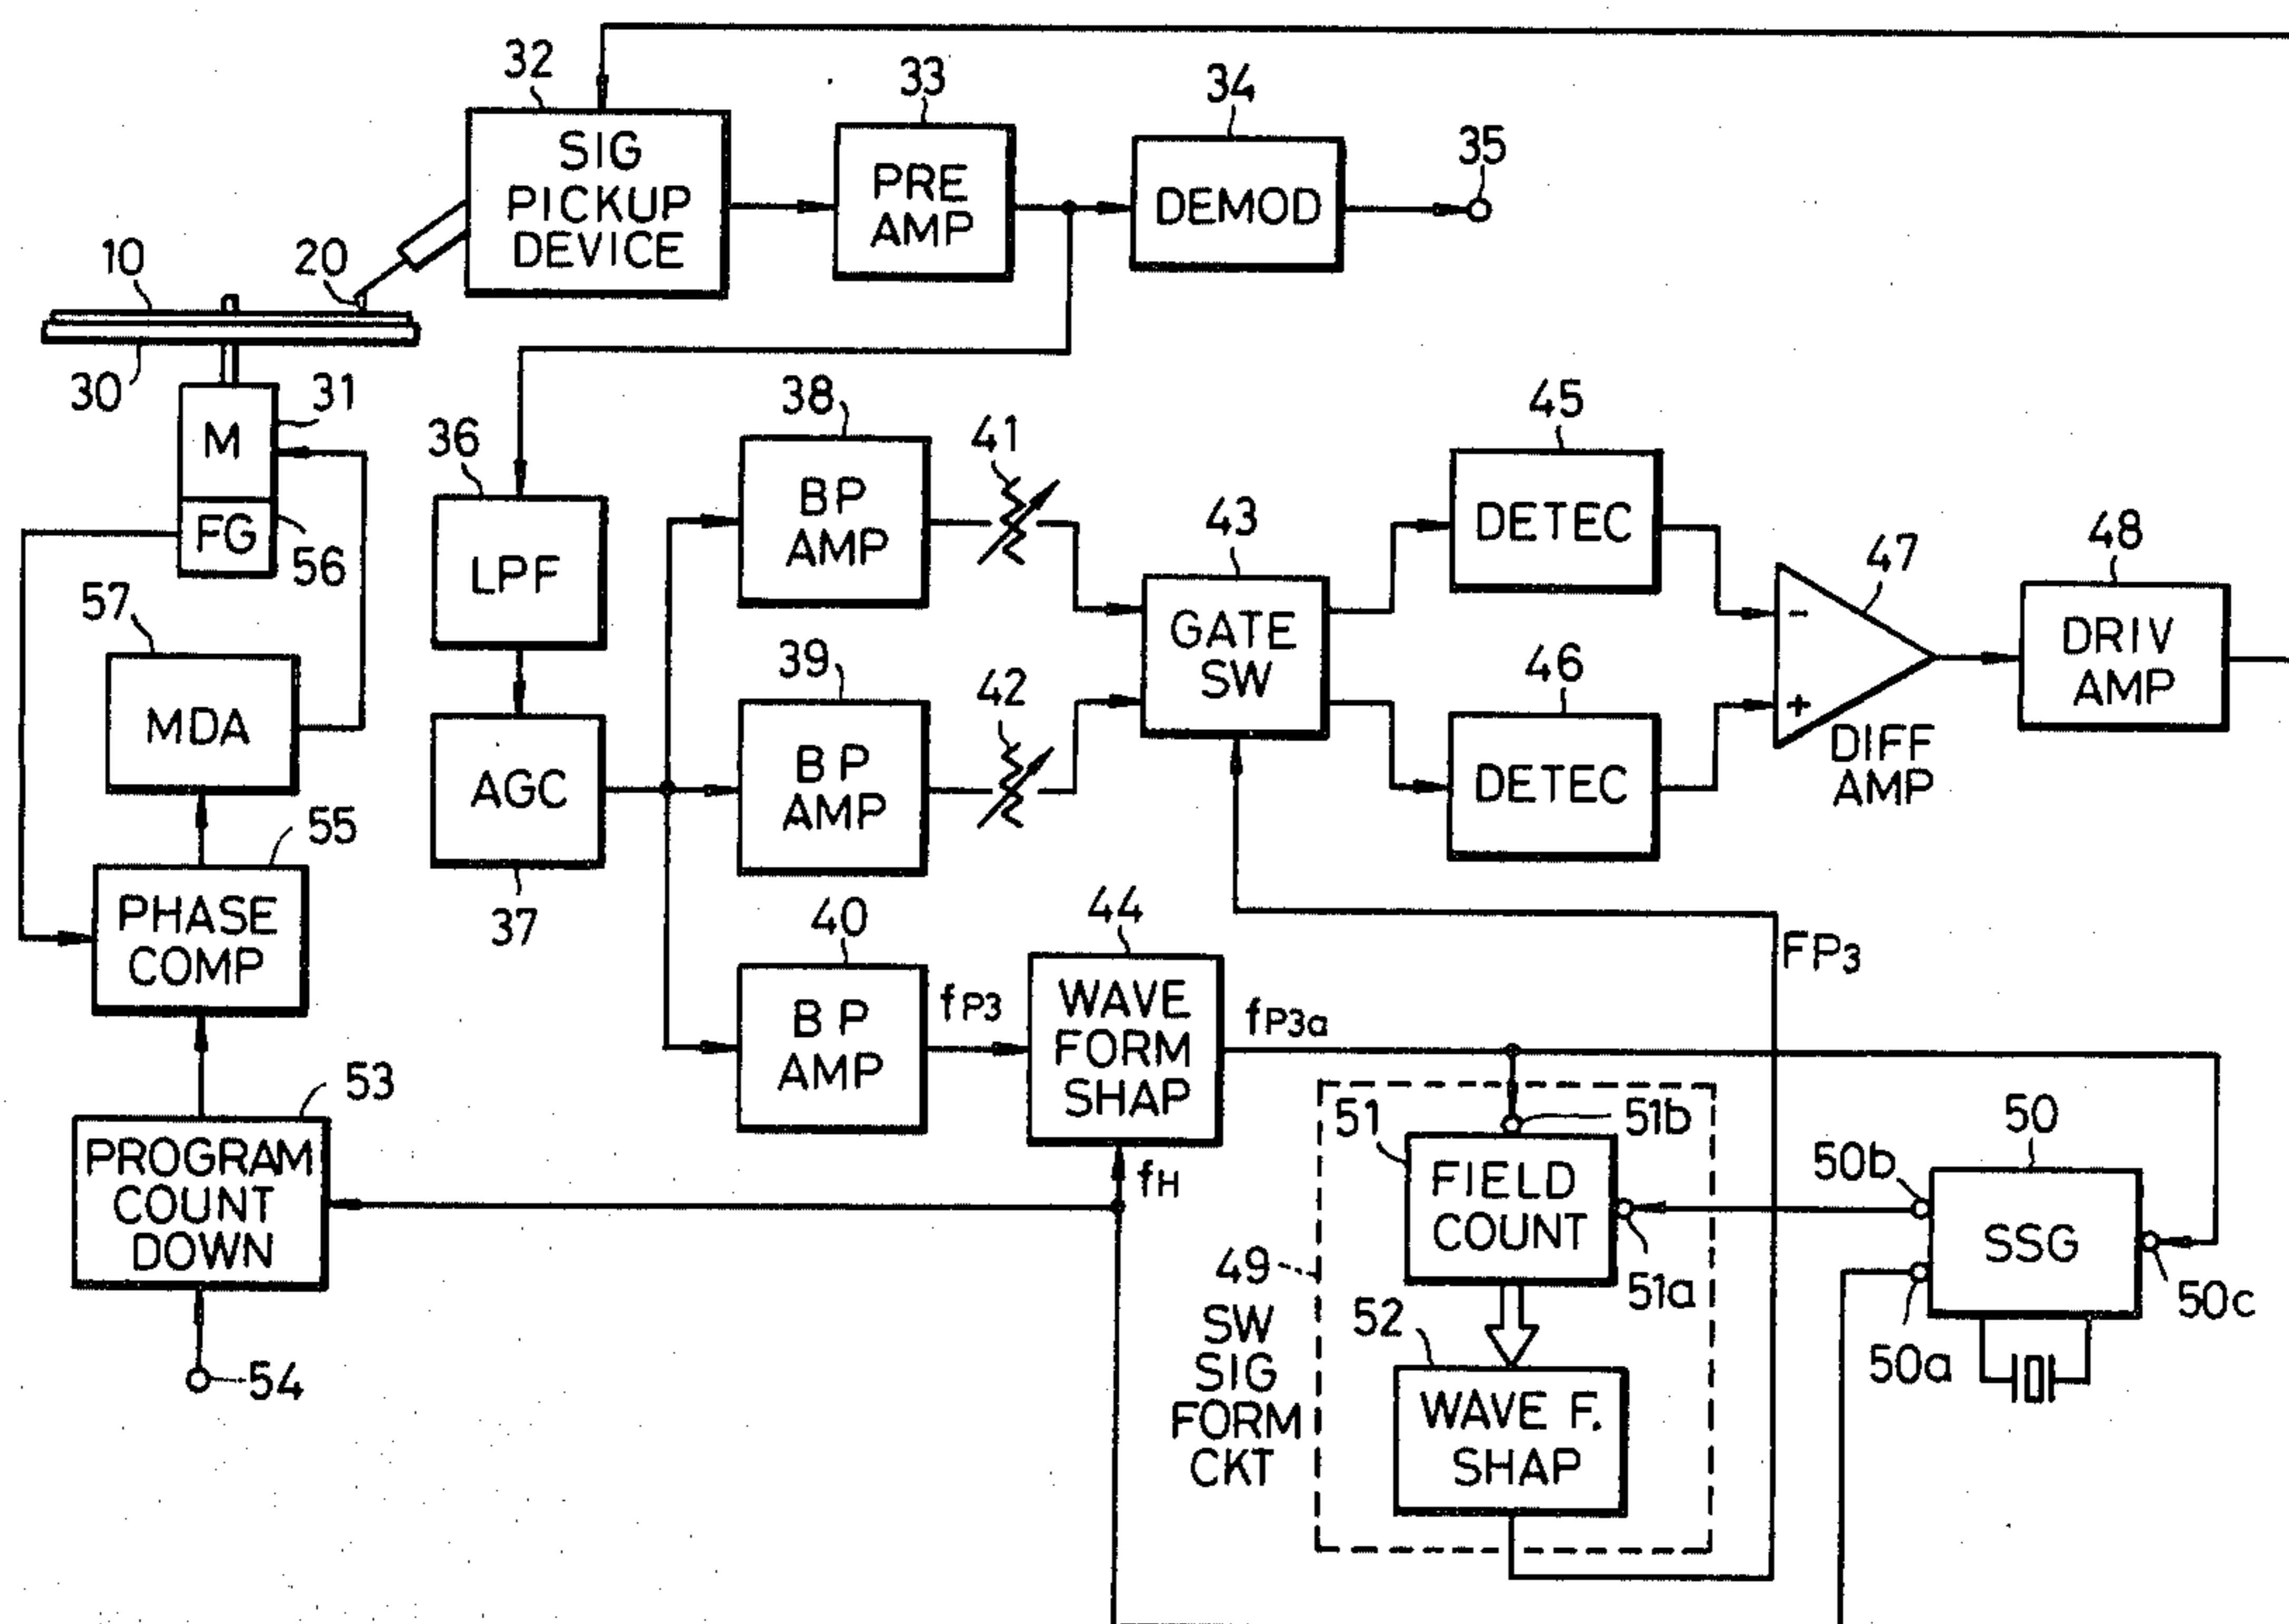 32
SIG
PICKUP
DEVICE
33
PRE
AMP
34
DEMOD
35
10
20
30
31
M
FG
56
36
LPF
38
BP
AMP
41
43
GATE
SW
45
DETEC
47
-
+
DIFF
AMP
48
DRIV
AMP
57
MDA
39
BP
AMP
42
46
DETEC
AGC
37
55
PHASE
COMP
40
BP
AMP
fP3
44
WAVE
FORM
SHAP
fP3a
FP3
53
PROGRAM
COUNT
DOWN
54
fH
51
51b
FIELD
COUNT
51a
50
50b
SSG
50a
50c
49
SW
SIG
FORM
CKT
52
WAVE F.
SHAP